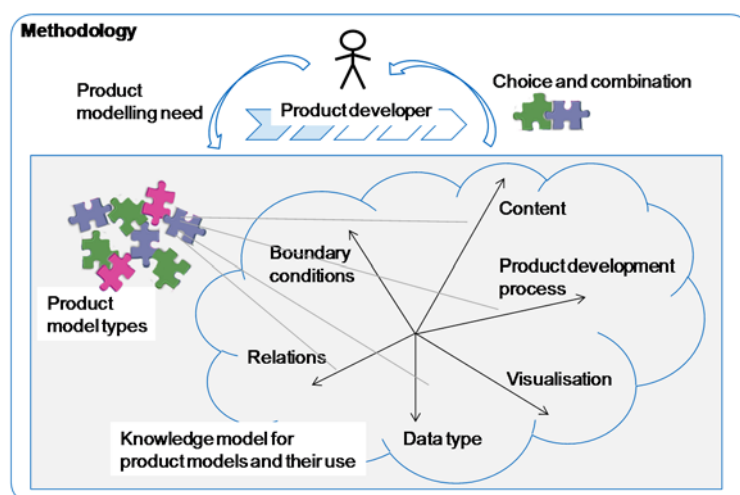 Methodology
Product
modelling need
Product developer
Choice and combination
Content
Boundary
conditions
Product development
process
Product
model types
Relations
Visualisation
Data type
Knowledge model for
product models and their use